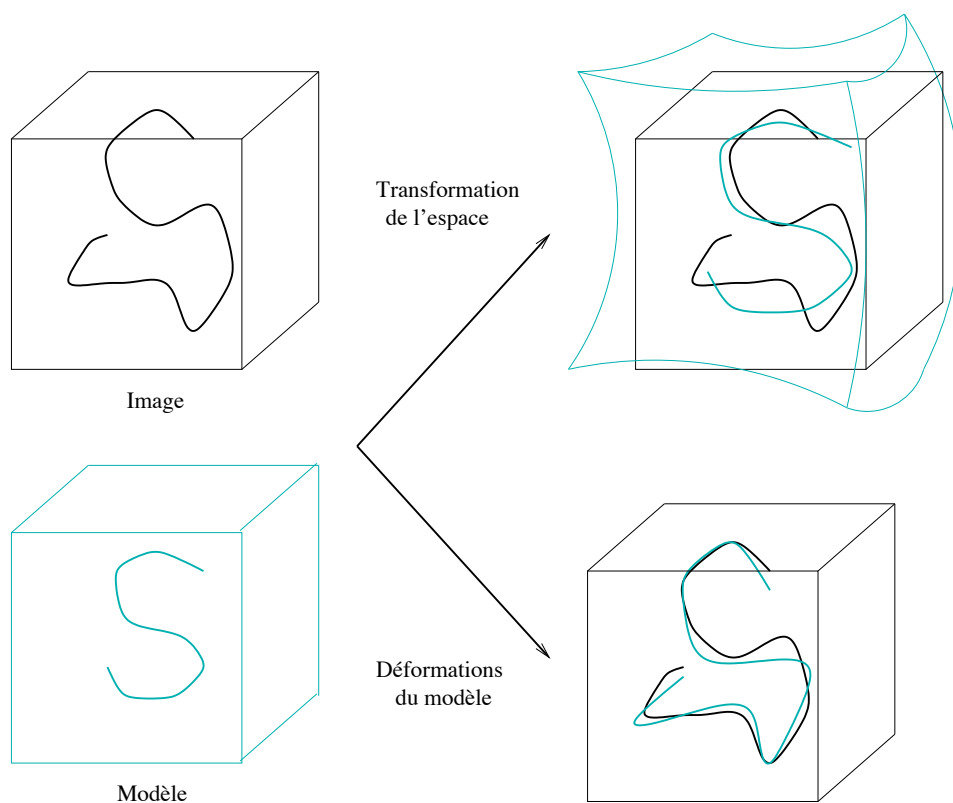 Transformation
de l'espace
Image
Déformations
du modèle
Modèle